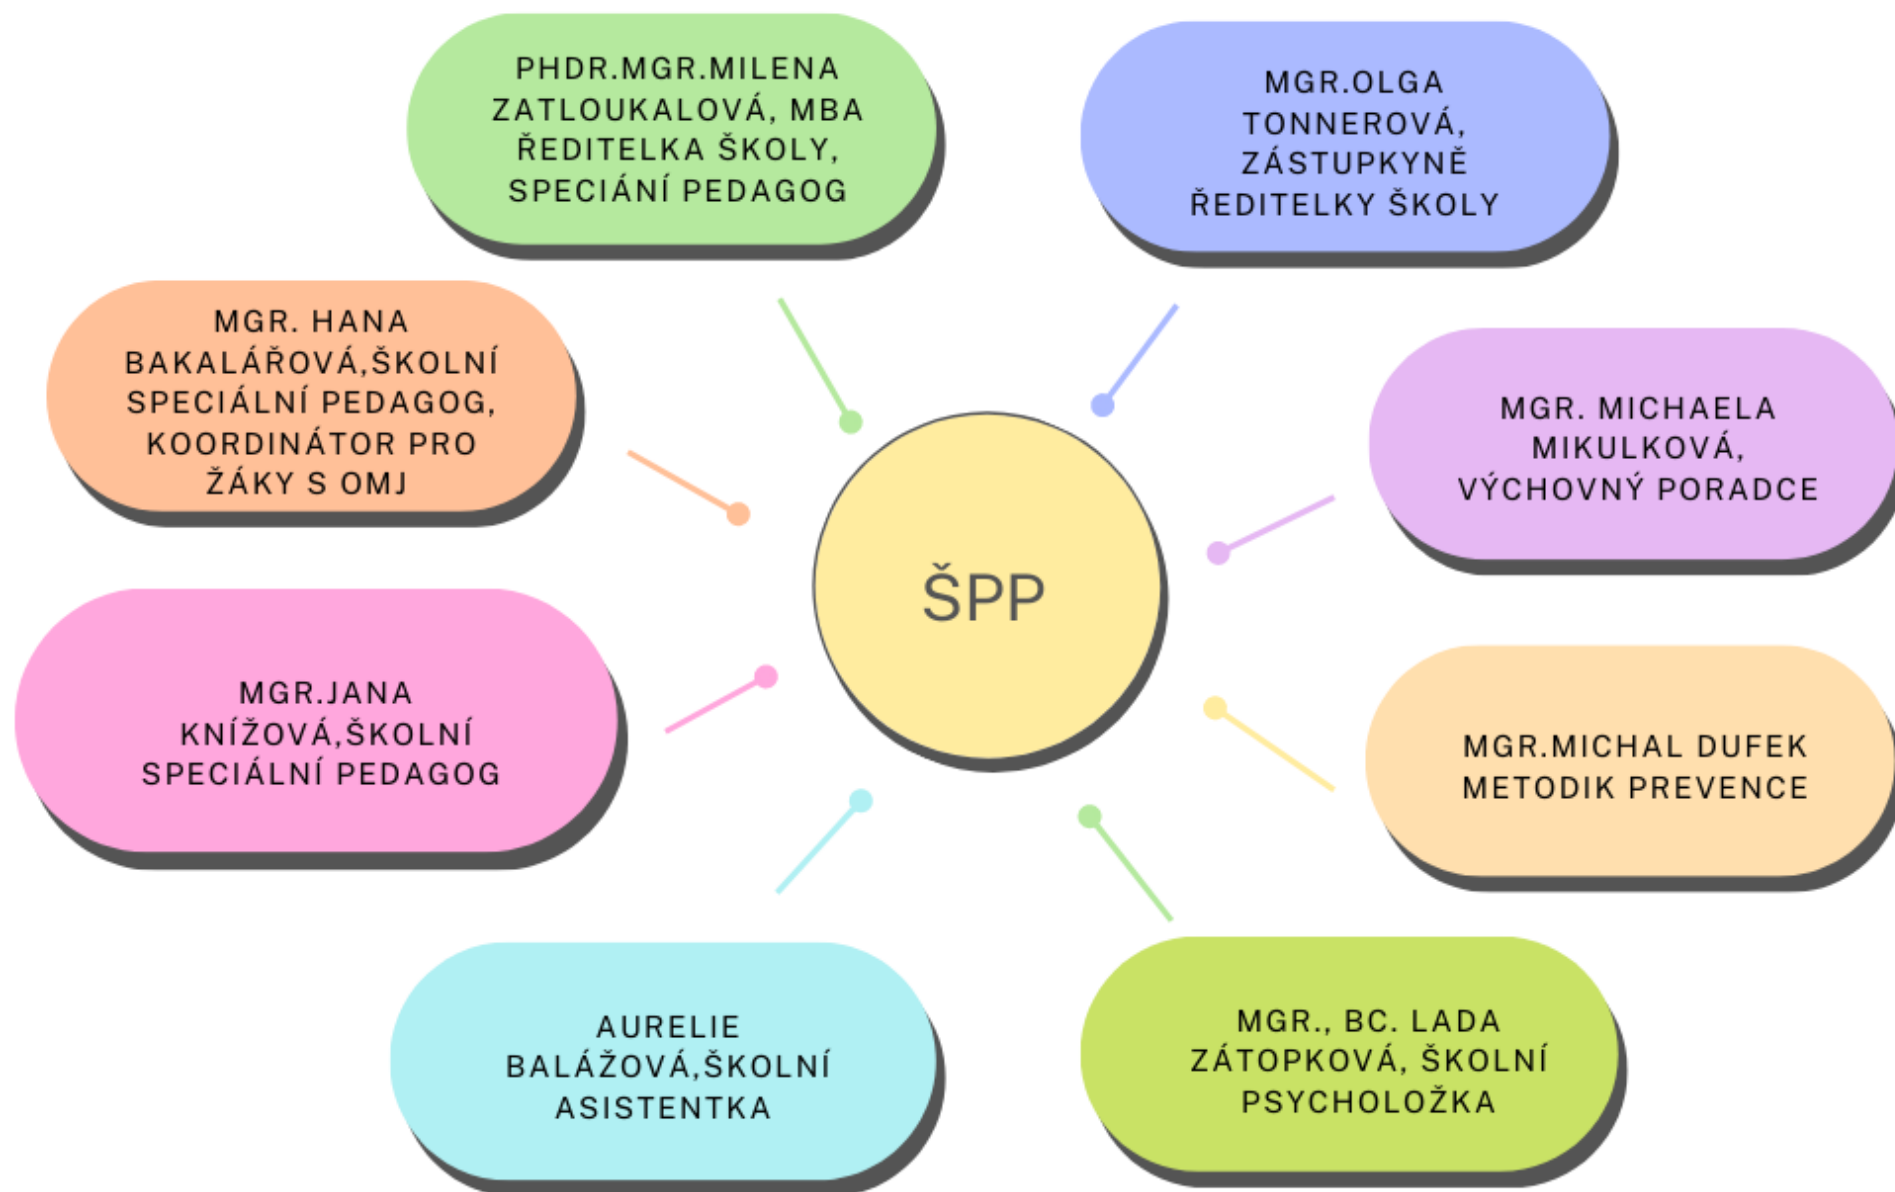 PHDR.MGR.MILENA
ZATLOUKALOVÁ, MBA
ŘEDITELKA ŠKOLY,
SPECIÁNÍ PEDAGOG
MGR.OLGA
TONNEROVÁ,
ZÁSTUPKYNĚ
ŘEDITELKY ŠKOLY
MGR. HANA
BAKALÁŘOVÁ,ŠKOLNÍ
SPECIÁLNÍ PEDAGOG,
KOORDINÁTOR PRO
ŽÁKY S OMJ
MGR. MICHAELA
MIKULKOVÁ,
VÝCHOVNÝ PORADCE
ŠPP
MGR.JANA
KNÍŽOVÁ,ŠKOLNÍ
SPECIÁLNÍ PEDAGOG
MGR.MICHAL DUFEK
METODIK PREVENCE
AURELIE
BALÁŽOVÁ,ŠKOLNÍ
ASISTENTKA
MGR., BC. LADA
ZÁTOPKOVÁ, ŠKOLNÍ
PSYCHOLOŽKA